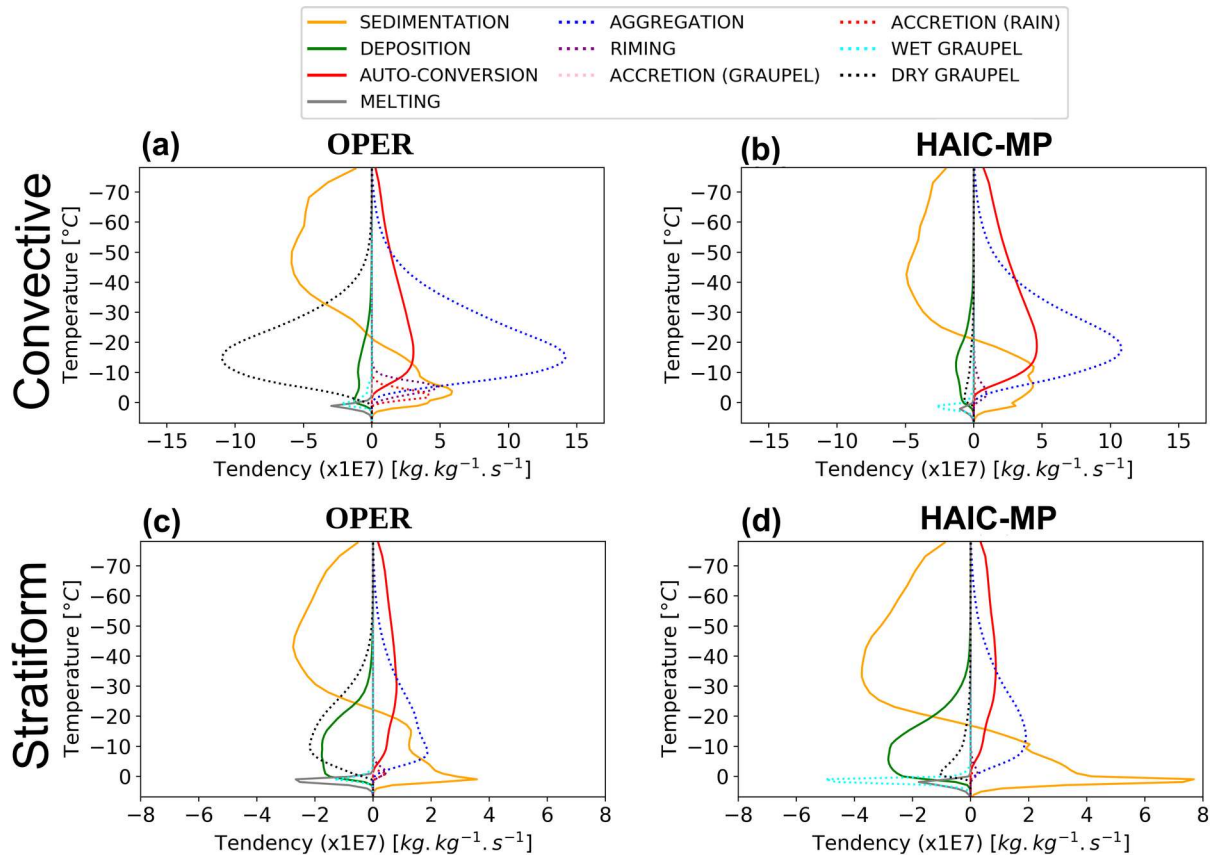 SEDIMENTATION AGGREGATION ACCRETION (RAIN)
DEPOSITION RIMING WET GRAUPEL
AUTO-CONVERSION ACCRETION (GRAUPEL) DRY GRAUPEL
MELTING
Convective
(a) OPER
Temperature [°C]
−70
−60
−50
−40
−30
−20
−10
0
−15 −10 −5 0 5 10 15
Tendency (x1E7) [kg.kg⁻¹.s⁻¹]
(b) HAIC-MP
Temperature [°C]
−70
−60
−50
−40
−30
−20
−10
0
−15 −10 −5 0 5 10 15
Tendency (x1E7) [kg.kg⁻¹.s⁻¹]
Stratiform
(c) OPER
Temperature [°C]
−70
−60
−50
−40
−30
−20
−10
0
−8 −6 −4 −2 0 2 4 6 8
Tendency (x1E7) [kg.kg⁻¹.s⁻¹]
(d) HAIC-MP
Temperature [°C]
−70
−60
−50
−40
−30
−20
−10
0
−8 −6 −4 −2 0 2 4 6 8
Tendency (x1E7) [kg.kg⁻¹.s⁻¹]